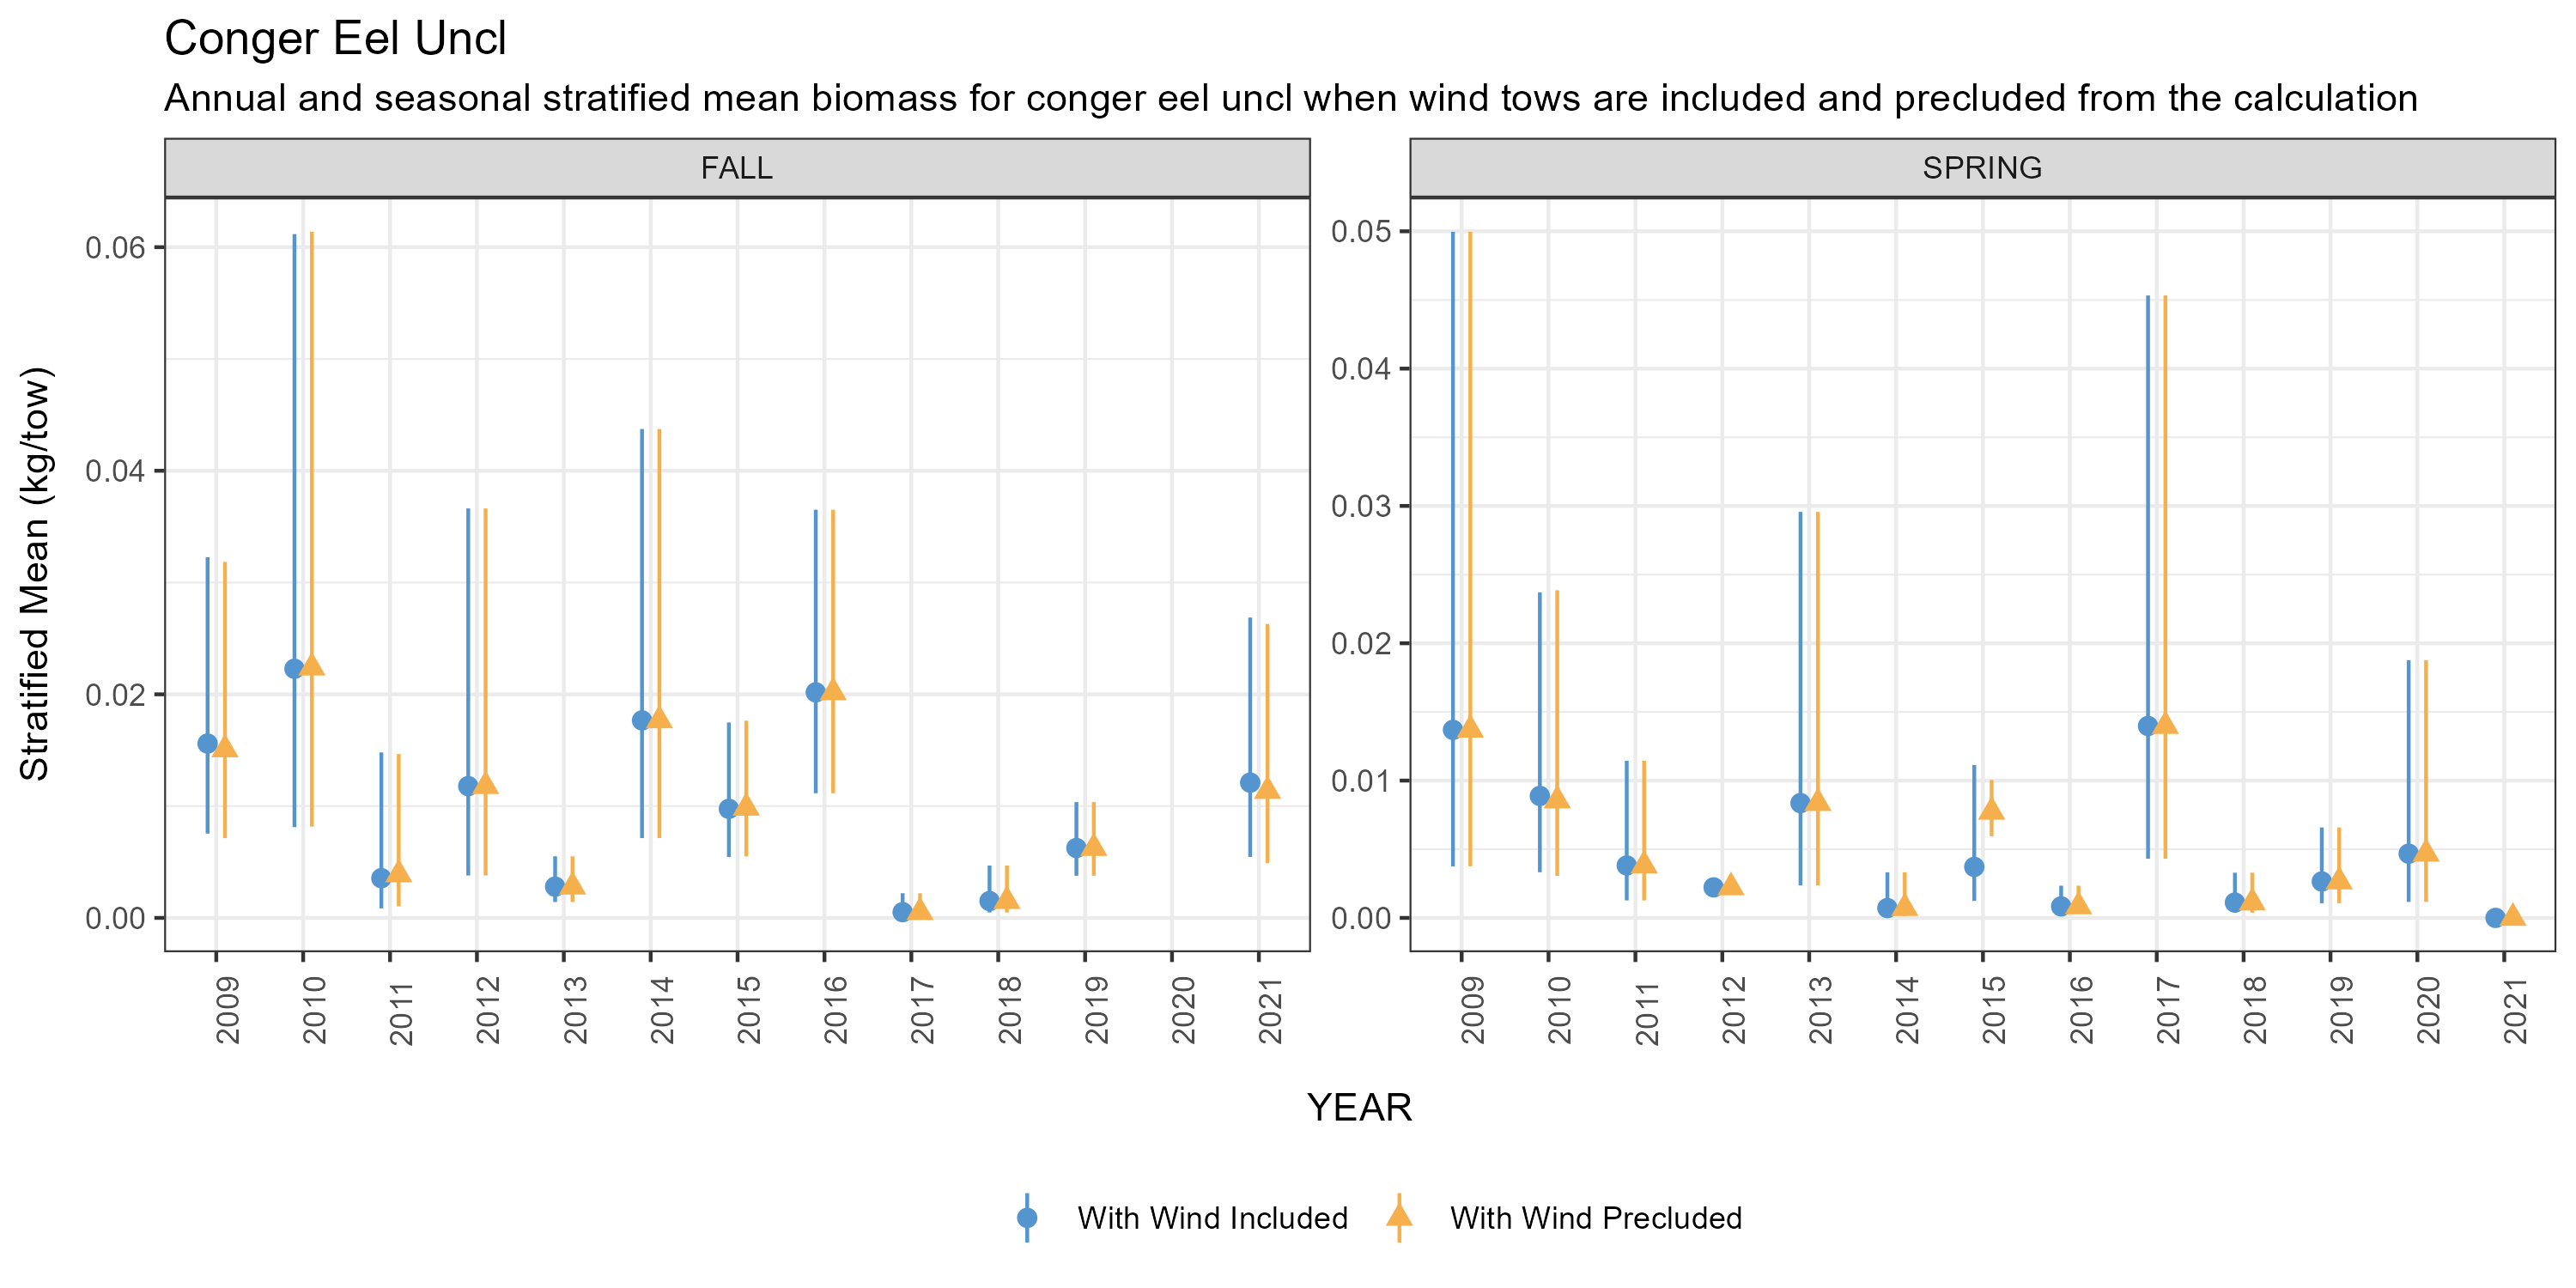 Conger Eel Uncl
Annual and seasonal stratified mean biomass for conger eel uncl when wind tows are included and precluded from the calculation
FALL
SPRING
Stratified Mean (kg/tow)
0.06
0.04
0.02
0.00
0.05
0.04
0.03
0.02
0.01
0.00
2009 2010 2011 2012 2013 2014 2015 2016 2017 2018 2019 2020 2021
2009 2010 2011 2012 2013 2014 2015 2016 2017 2018 2019 2020 2021
YEAR
With Wind Included
With Wind Precluded